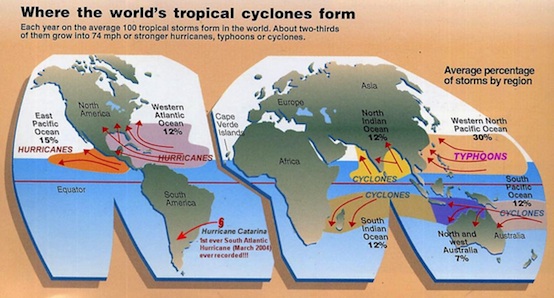 Where the world's tropical cyclones form
Each year on the average 100 tropical storms form in the world. About two-thirds
of them grow into 74 mph or stronger hurricanes, typhoons or cyclones.
Average percentage
of storms by region
North
America
East
Pacific
Ocean
15%
HURRICANES
Western
Atlantic
Ocean
12%
HURRICANES
Cape
Verde
Islands
Europe
Asia
North
Indian
Ocean
12%
Western North
Pacific Ocean
30%
TYPHOONS
CYCLONES
Africa
Equator
South
America
CYCLONES
South
Pacific
Ocean
12%
CYCLONES
Hurricane Catarina
1st ever South Atlantic
Hurricane (March 2004)
ever recorded!!!
South
Indian
Ocean
12%
North and
west
Australia
7%
Australia